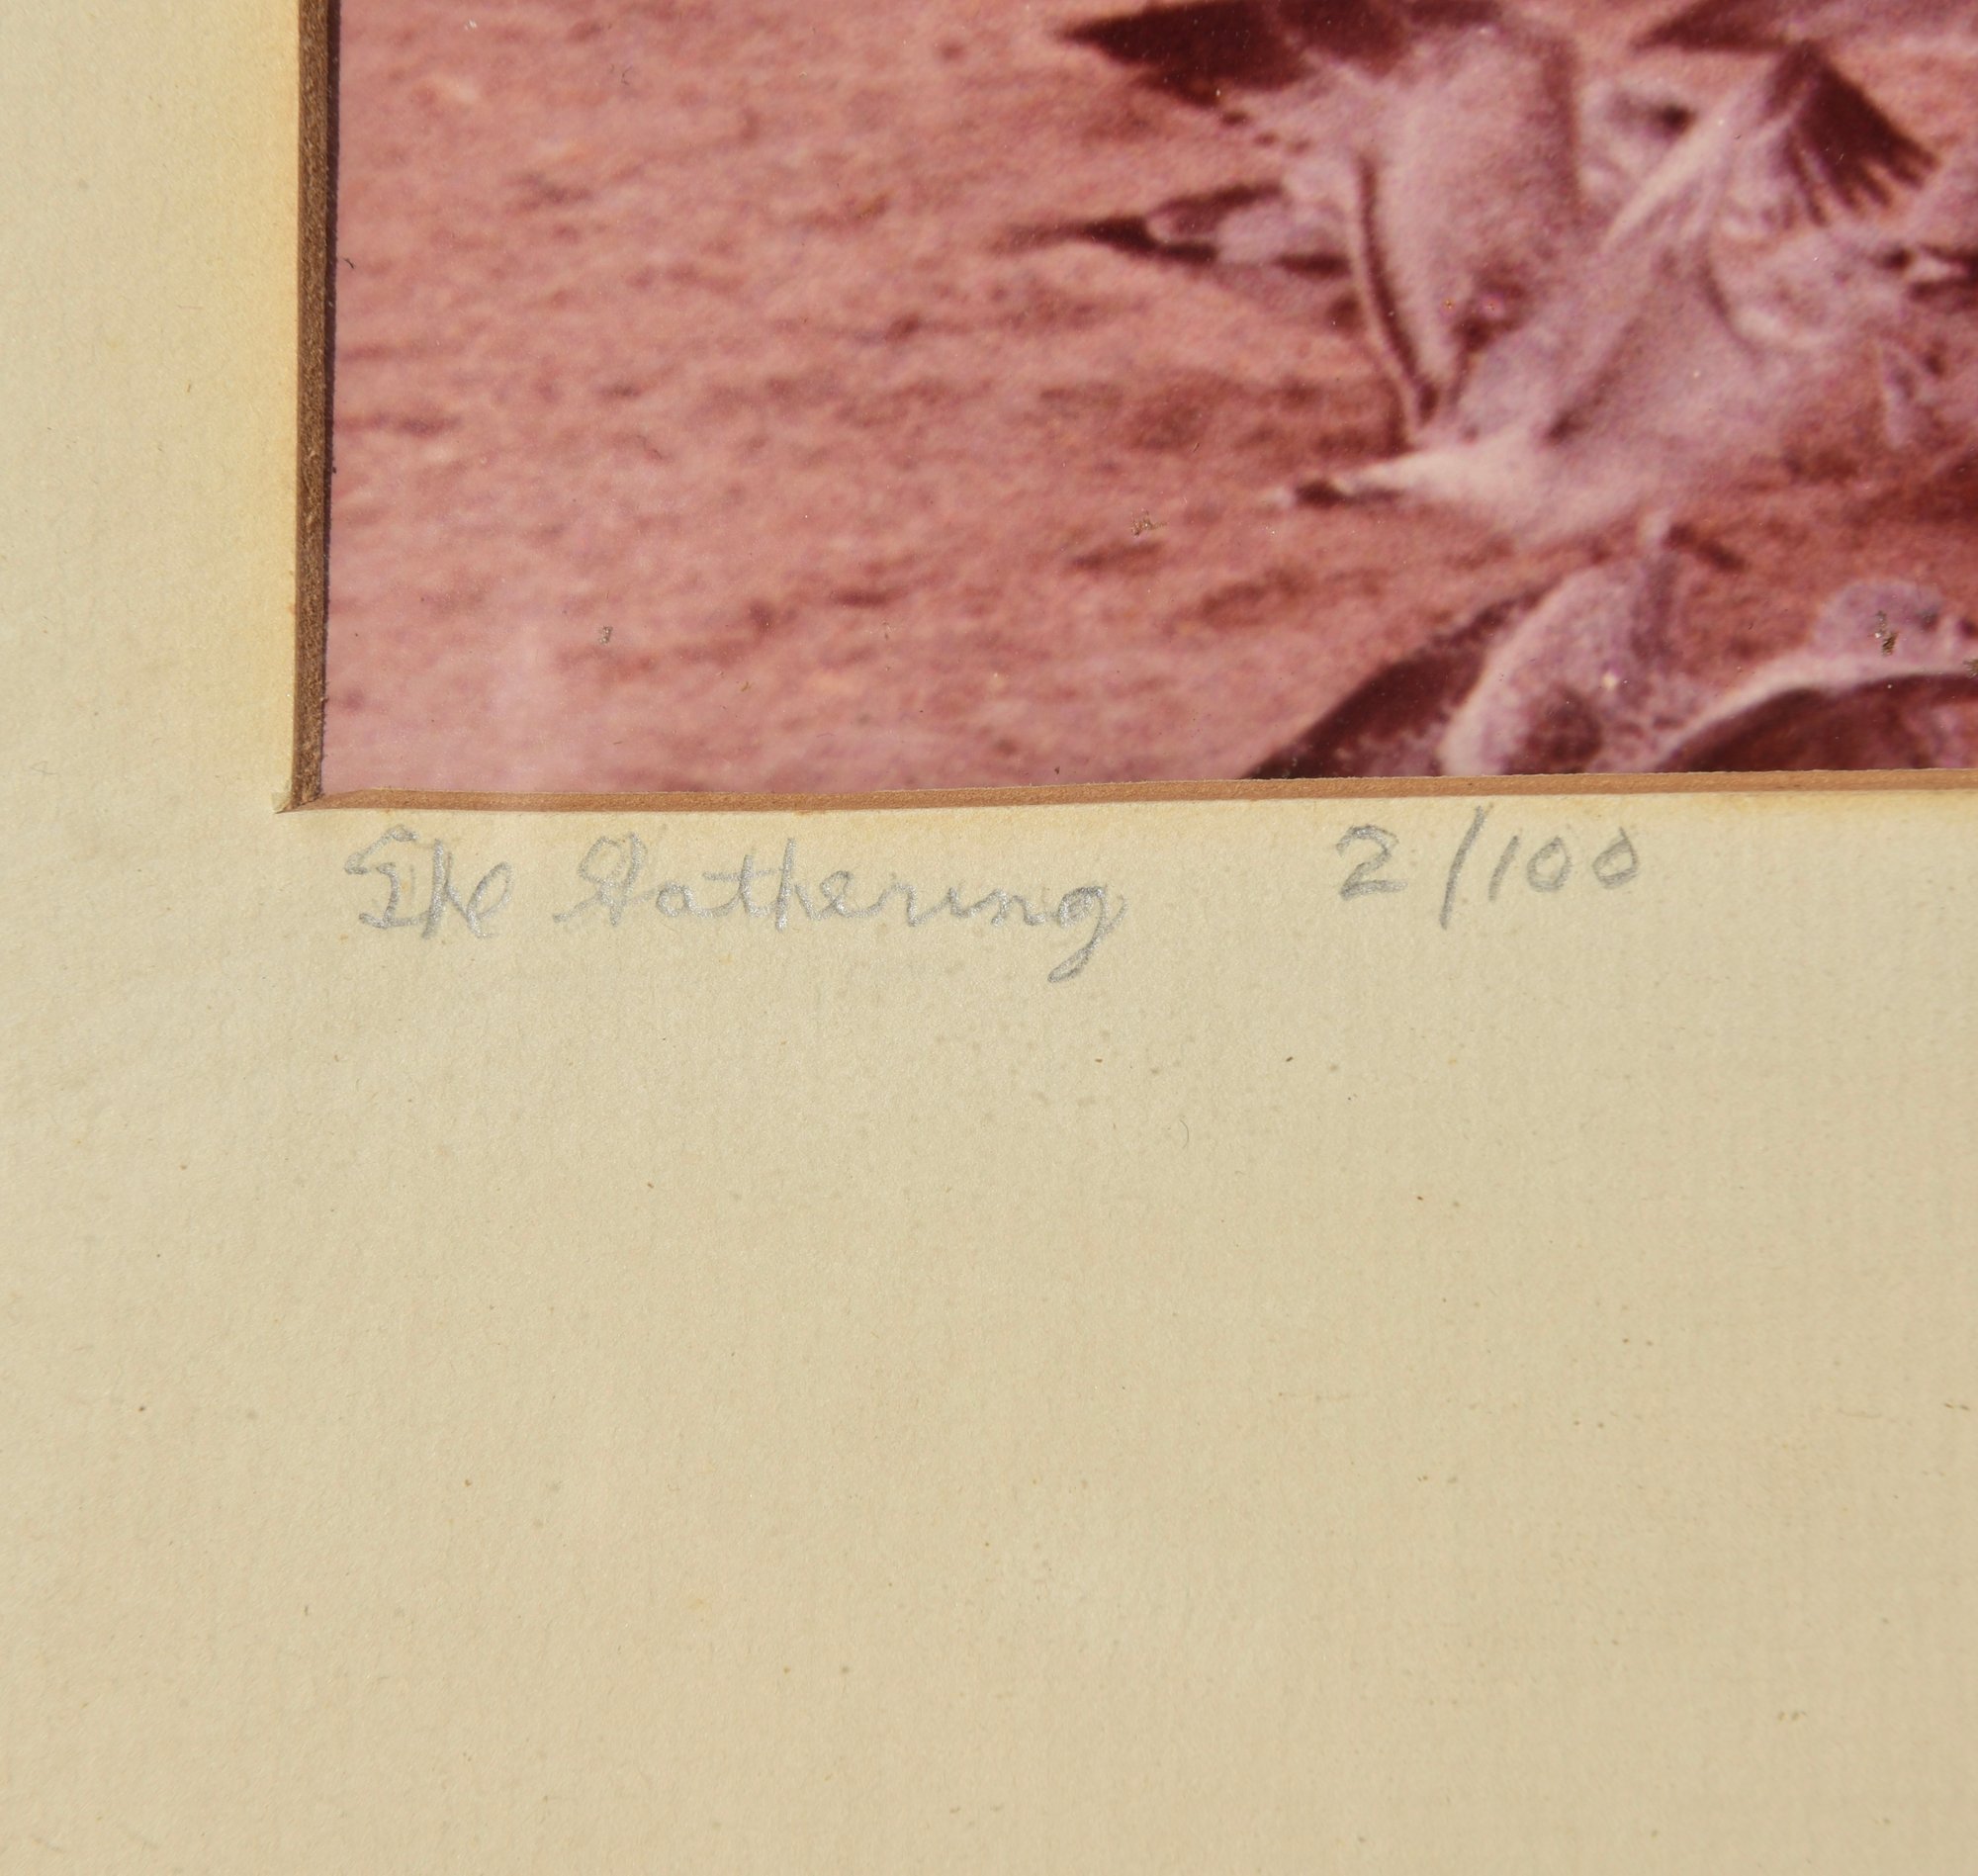 The Gathering 2/100